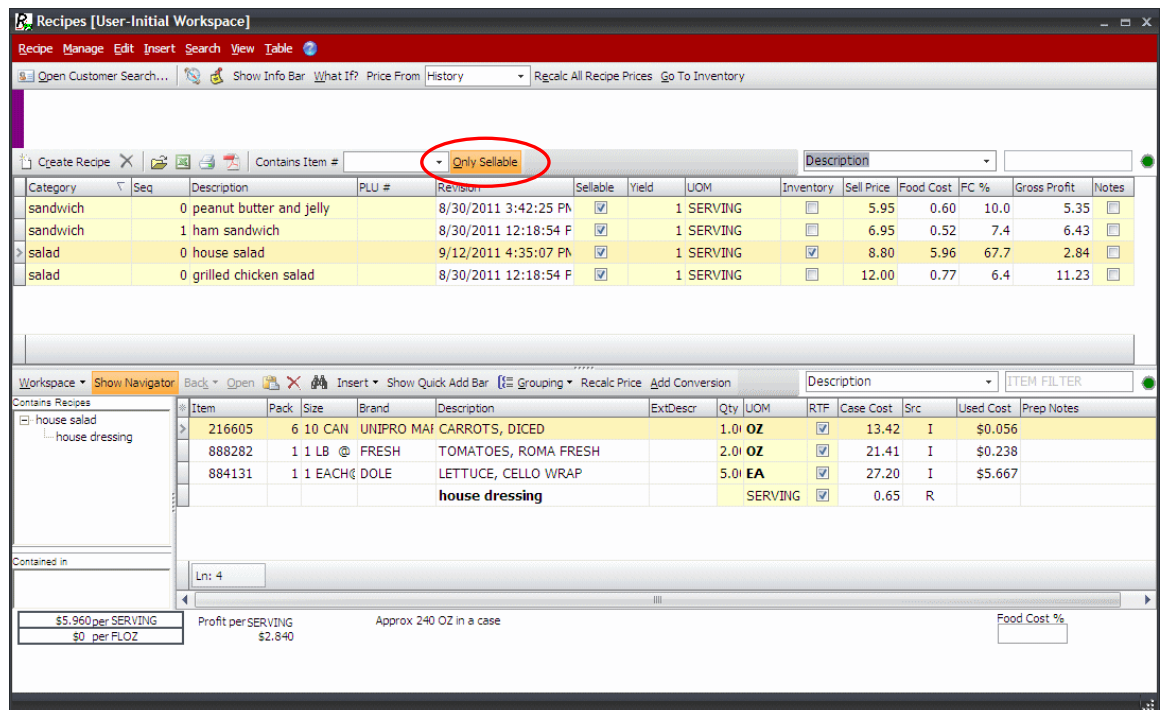 Recipes [User-Initial Workspace]
Recipe Manage Edit Insert Search View Table
Open Customer Search... Show Info Bar What If? Price From History Recalc All Recipe Prices Go To Inventory
Create Recipe Contains Item # Only Sellable Description
Category Seq Description PLU # Revision Sellable Yield UOM Inventory Sell Price Food Cost FC % Gross Profit Notes
sandwich 0 peanut butter and jelly 8/30/2011 3:42:25 PM 1 SERVING 5.95 0.60 10.0 5.35
sandwich 1 ham sandwich 8/30/2011 12:18:54 P 1 SERVING 6.95 0.52 7.4 6.43
salad 0 house salad 9/12/2011 4:35:07 PM 1 SERVING 8.80 5.96 67.7 2.84
salad 0 grilled chicken salad 8/30/2011 12:18:54 P 1 SERVING 12.00 0.77 6.4 11.23
Workspace Show Navigator Back Open Insert Show Quick Add Bar Grouping Recalc Price Add Conversion Description ITEM FILTER
Contains Recipes
house salad
house dressing
Item Pack Size Brand Description ExtDescr Qty UOM RTF Case Cost Src Used Cost Prep Notes
216605 6 10 CAN UNIPRO MAI CARROTS, DICED 1.0 OZ 13.42 I $0.056
888282 1 1 LB @ FRESH TOMATOES, ROMA FRESH 2.0 OZ 21.41 I $0.238
884131 1 1 EACH@ DOLE LETTUCE, CELLO WRAP 5.0 EA 27.20 I $5.667
house dressing SERVING 0.65 R
Contained in
Ln: 4
$5.960 per SERVING Profit per SERVING Approx 240 OZ in a case Food Cost %
$0 per FLOZ $2.840